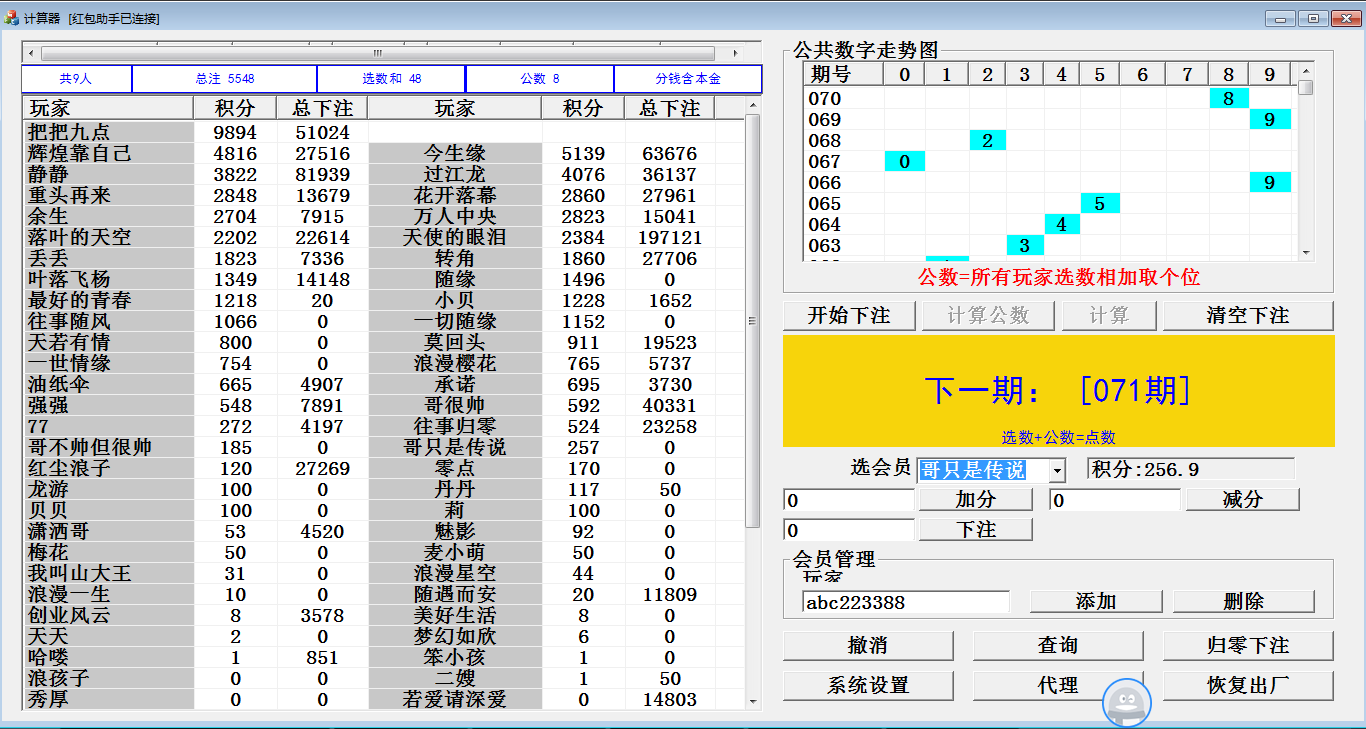 计算器 [红包助手已连接]
共9人 总注 5548 选数和 48 公数 8 分钱含本金
玩家 积分 总下注 玩家 积分 总下注
把把九点 9894 51024
辉煌靠自己 4816 27516 今生缘 5139 63676
静静 3822 81939 过江龙 4076 36137
重头再来 2848 13679 花开落幕 2860 27961
余生 2704 7915 万人中央 2823 15041
落叶的天空 2202 22614 天使的眼泪 2384 197121
丢丢 1823 7336 转角 1860 27706
叶落飞杨 1349 14148 随缘 1496 0
最好的青春 1218 20 小贝 1228 1652
往事随风 1066 0 一切随缘 1152 0
天若有情 800 0 莫回头 911 19523
一世情缘 754 0 浪漫樱花 765 5737
油纸伞 665 4907 承诺 695 3730
强强 548 7891 哥很帅 592 40331
77 272 4197 往事归零 524 23258
哥不帅但很帅 185 0 哥只是传说 257 0
红尘浪子 120 27269 零点 170 0
龙游 100 0 丹丹 117 50
贝贝 100 0 莉 100 0
潇洒哥 53 4520 魅影 92 0
梅花 50 0 麦小萌 50 0
我叫山大王 31 0 浪漫星空 44 0
浪漫一生 10 0 随遇而安 20 11809
创业风云 8 3578 美好生活 8 0
天天 2 0 梦幻如欣 6 0
哈喽 1 851 笨小孩 1 0
浪孩子 0 0 二嫂 1 50
秀厚 0 0 若爱请深爱 0 14803
公共数字走势图
期号 0 1 2 3 4 5 6 7 8 9
070 8
069 9
068 2
067 0
066 9
065 5
064 4
063 3
公数=所有玩家选数相加取个位
开始下注 计算公数 计算 清空下注
下一期： [071期]
选数+公数=点数
选会员 哥只是传说 积分:256.9
0 加分 0 减分
0 下注
会员管理
玩家
abc223388 添加 删除
撤消 查询 归零下注
系统设置 代理 恢复出厂